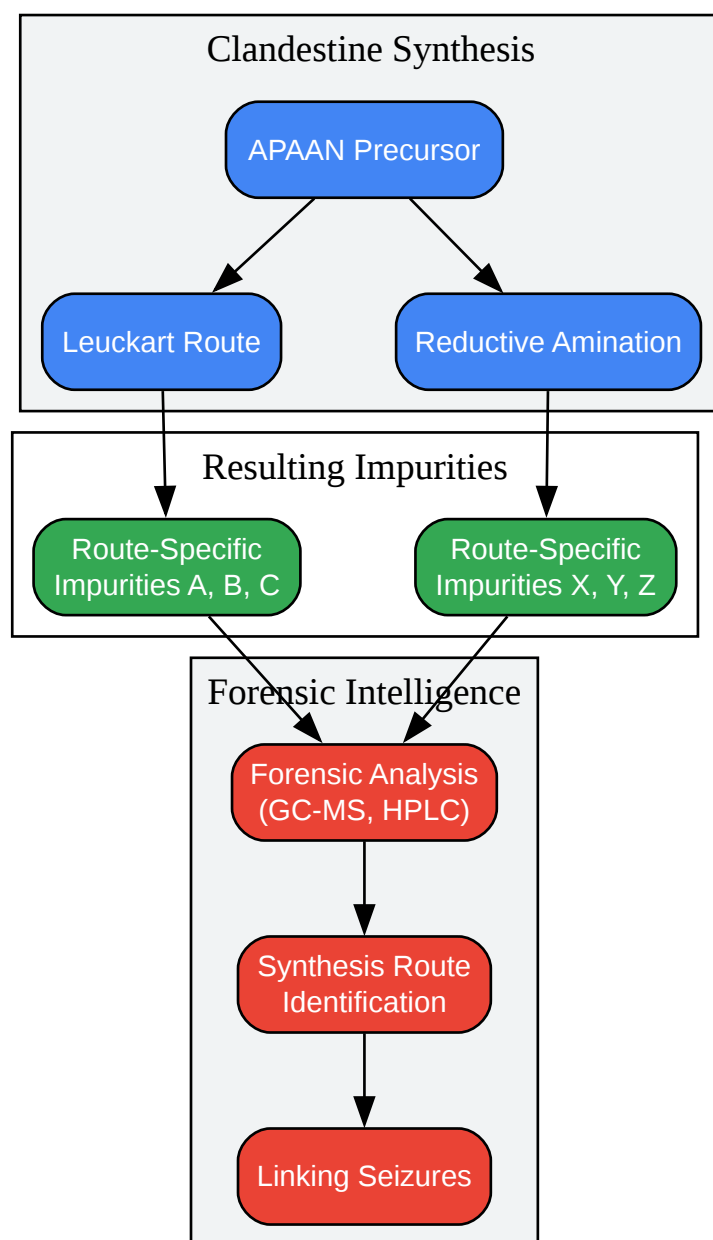 Clandestine Synthesis
APAAN Precursor
Leuckart Route
Reductive Amination
Resulting Impurities
Route-Specific
Impurities A, B, C
Route-Specific
Impurities X, Y, Z
Forensic Intelligence
Forensic Analysis
(GC-MS, HPLC)
Synthesis Route
Identification
Linking Seizures